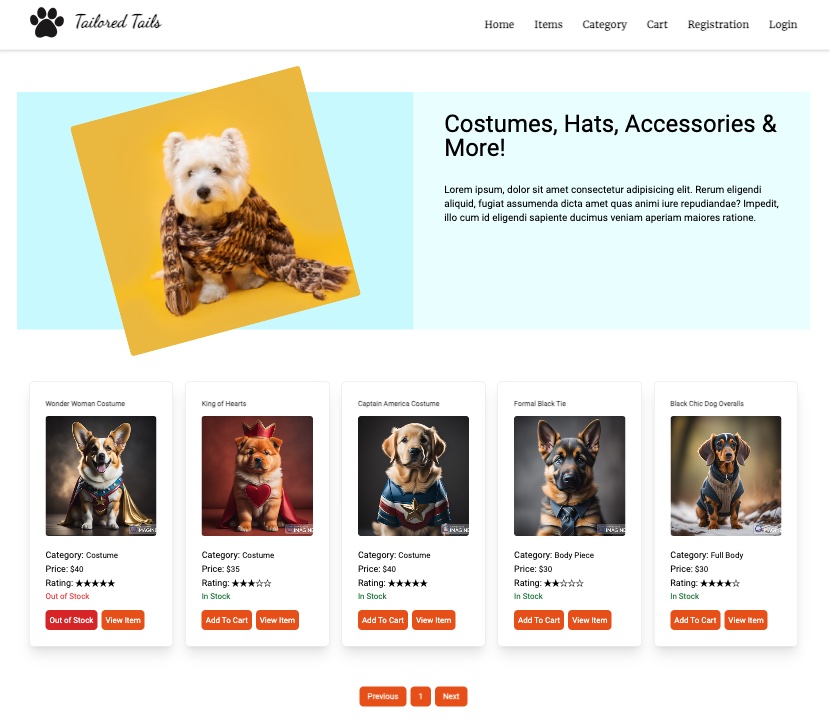 Tailored Tails
Home Items Category Cart Registration Login
Costumes, Hats, Accessories &
More!
Lorem ipsum, dolor sit amet consectetur adipisicing elit. Rerum eligendi
aliquid, fugiat assumenda dicta amet quas animi iure repudiandae? Impedit,
illo cum id eligendi sapiente ducimus veniam aperiam maiores ratione.
Wonder Woman Costume
Category: Costume
Price: $40
Rating: ★★★★★
Out of Stock
Out of Stock View Item
King of Hearts
Category: Costume
Price: $35
Rating: ★★★☆☆
In Stock
Add To Cart View Item
Captain America Costume
Category: Costume
Price: $40
Rating: ★★★★★
In Stock
Add To Cart View Item
Formal Black Tie
Category: Body Piece
Price: $30
Rating: ★★☆☆☆
In Stock
Add To Cart View Item
Black Chic Dog Overalls
Category: Full Body
Price: $30
Rating: ★★★★☆
In Stock
Add To Cart View Item
Previous 1 Next